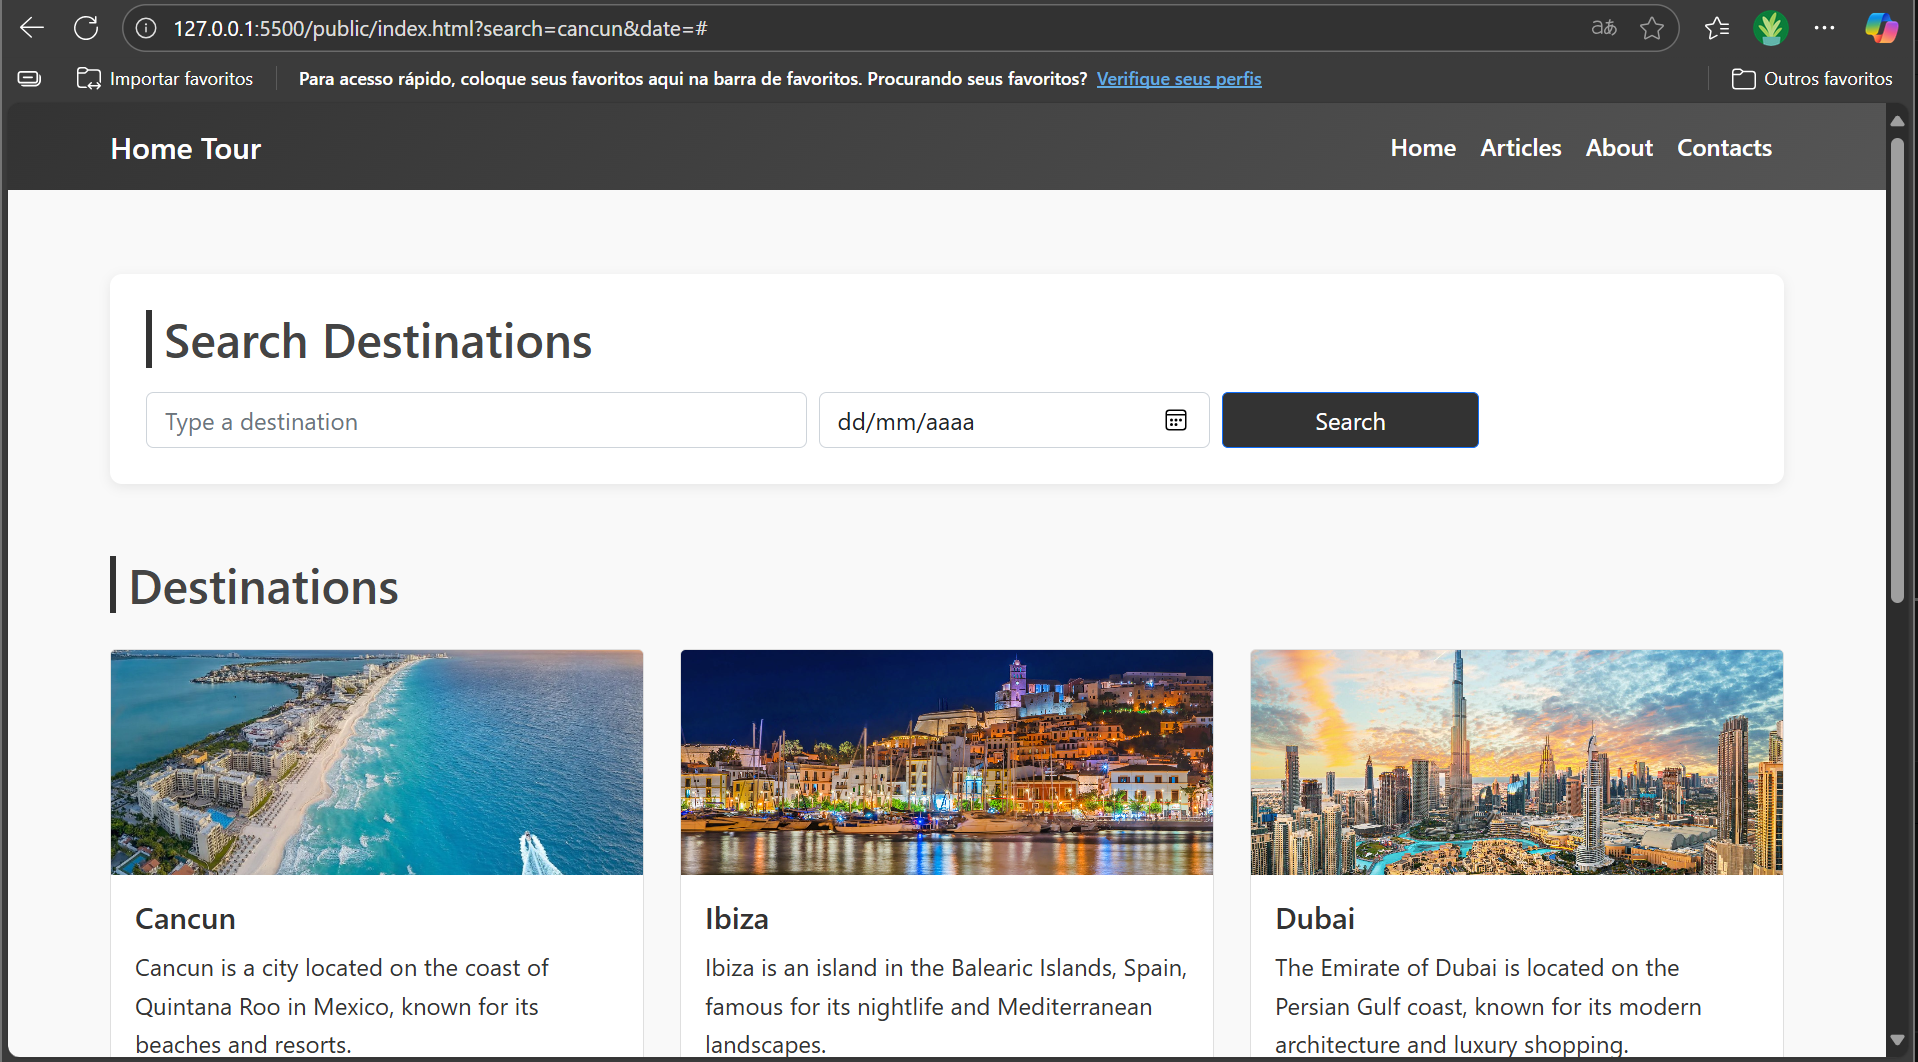 127.0.0.1:5500/public/index.html?search=cancun&date=#
aあ
Importar favoritos
Para acesso rápido, coloque seus favoritos aqui na barra de favoritos. Procurando seus favoritos? Verifique seus perfis
Outros favoritos
Home Tour
Home Articles About Contacts
Search Destinations
Type a destination
dd/mm/aaaa
Search
Destinations
Cancun
Cancun is a city located on the coast of
Quintana Roo in Mexico, known for its
beaches and resorts.
Ibiza
Ibiza is an island in the Balearic Islands, Spain,
famous for its nightlife and Mediterranean
landscapes.
Dubai
The Emirate of Dubai is located on the
Persian Gulf coast, known for its modern
architecture and luxury shopping.